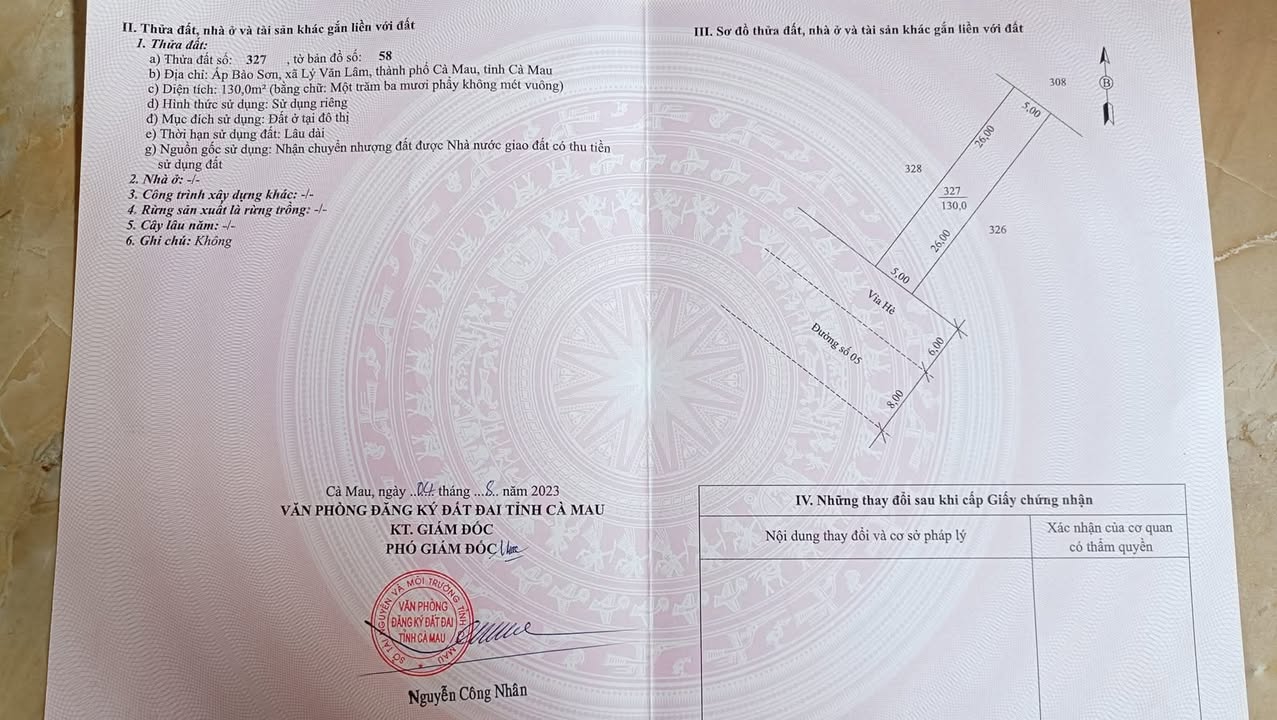 II. Thửa đất, nhà ở và tài sản khác gắn liền với đất
1. Thửa đất:
a) Thửa đất số: 327 , tờ bản đồ số: 58
b) Địa chỉ: Ấp Bảo Sơn, xã Lý Văn Lâm, thành phố Cà Mau, tỉnh Cà Mau
c) Diện tích: 130,0m² (bằng chữ: Một trăm ba mươi phẩy không mét vuông)
d) Hình thức sử dụng: Sử dụng riêng
đ) Mục đích sử dụng: Đất ở tại đô thị
e) Thời hạn sử dụng đất: Lâu dài
g) Nguồn gốc sử dụng: Nhận chuyển nhượng đất được Nhà nước giao đất có thu tiền
sử dụng đất
2. Nhà ở: -/-
3. Công trình xây dựng khác: -/-
4. Rừng sản xuất là rừng trồng: -/-
5. Cây lâu năm: -/-
6. Ghi chú: Không
Cà Mau, ngày ..04. tháng ...8.. năm 2023
VĂN PHÒNG ĐĂNG KÝ ĐẤT ĐAI TỈNH CÀ MAU
KT. GIÁM ĐỐC
PHÓ GIÁM ĐỐC
SỞ TÀI NGUYÊN VÀ MÔI TRƯỜNG TỈNH CÀ MAU
VĂN PHÒNG
ĐĂNG KÝ ĐẤT ĐAI
TỈNH CÀ MAU
Nguyễn Công Nhân
III. Sơ đồ thửa đất, nhà ở và tài sản khác gắn liền với đất
308
B
5,00
26,00
328
327
130,0
326
26,00
5,00
Vỉa Hè
Đường số 05
6,00
8,00
IV. Những thay đổi sau khi cấp Giấy chứng nhận
Nội dung thay đổi và cơ sở pháp lý
Xác nhận của cơ quan
có thẩm quyền